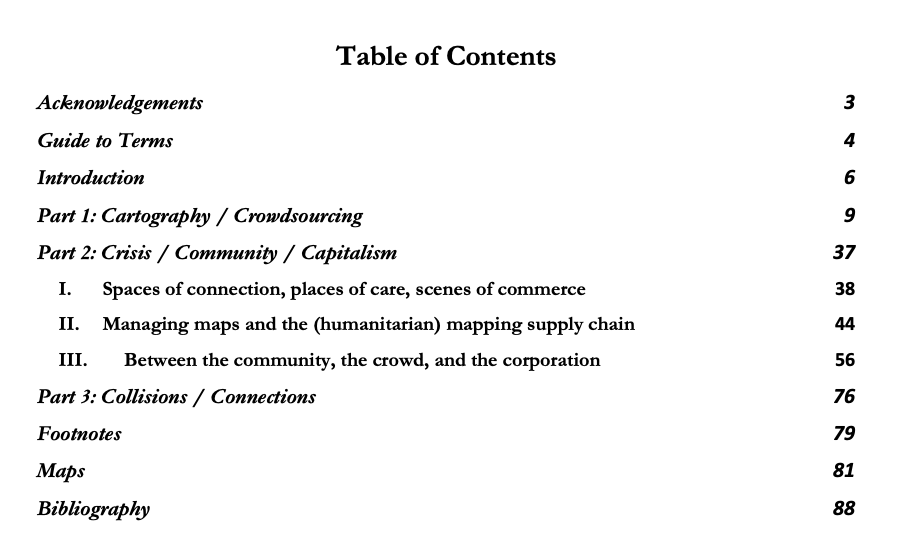 Table of Contents
Acknowledgements 3
Guide to Terms 4
Introduction 6
Part 1: Cartography / Crowdsourcing 9
Part 2: Crisis / Community / Capitalism 37
I. Spaces of connection, places of care, scenes of commerce 38
II. Managing maps and the (humanitarian) mapping supply chain 44
III. Between the community, the crowd, and the corporation 56
Part 3: Collisions / Connections 76
Footnotes 79
Maps 81
Bibliography 88